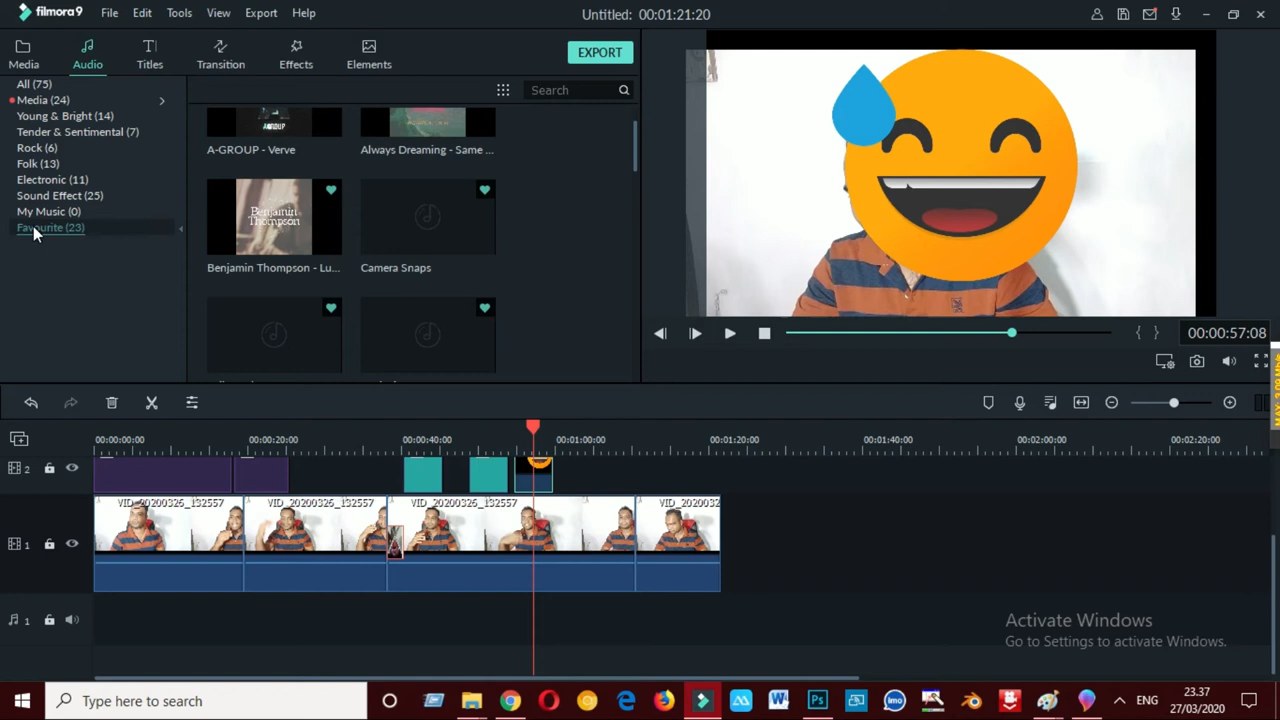 filmora9 File Edit Tools View Export Help Untitled: 00:01:21:20
Media Audio Titles Transition Effects Elements EXPORT
All (75)
Media (24)
Young & Bright (14)
Tender & Sentimental (7)
Rock (6)
Folk (13)
Electronic (11)
Sound Effect (25)
My Music (0)
Favourite (23)
Search
A-GROUP
A-GROUP - Verve Always Dreaming - Same ...
Benjamin
Thompson
Benjamin Thompson - Lu... Camera Snaps
00:00:57:08
00:00:00:00 00:00:20:00 00:00:40:00 00:01:00:00 00:01:20:00 00:01:40:00 00:02:00:00 00:02:20:00
2
VID_20200326_132557 VID_20200326_132557 VID_20200326_132557 VID_2020032
1
1
Activate Windows
Go to Settings to activate Windows.
Type here to search
ENG
23.37
27/03/2020